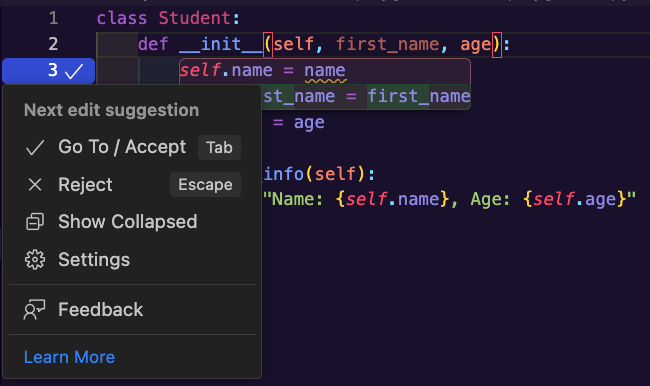 1 class Student:
2 def __init__(self, first_name, age):
3 self.name = name
st_name = first_name
Next edit suggestion
= age
Go To / Accept Tab
info(self):
Reject Escape
"Name: {self.name}, Age: {self.age}"
Show Collapsed
Settings
Feedback
Learn More